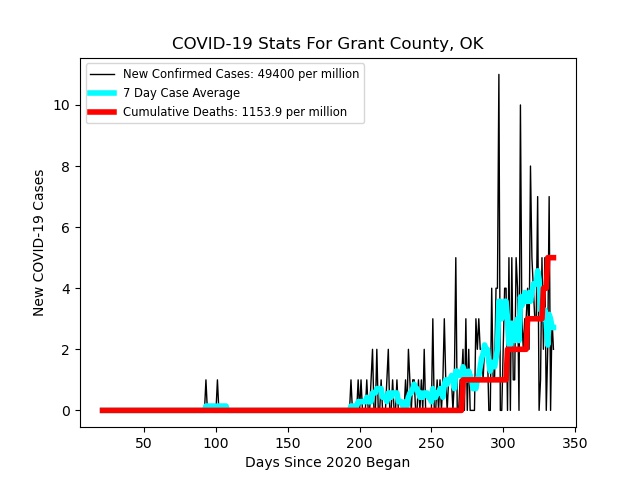 COVID-19 Stats For Grant County, OK
New Confirmed Cases: 49400 per million
7 Day Case Average
Cumulative Deaths: 1153.9 per million
New COVID-19 Cases
10
8
6
4
2
0
50 100 150 200 250 300 350
Days Since 2020 Began